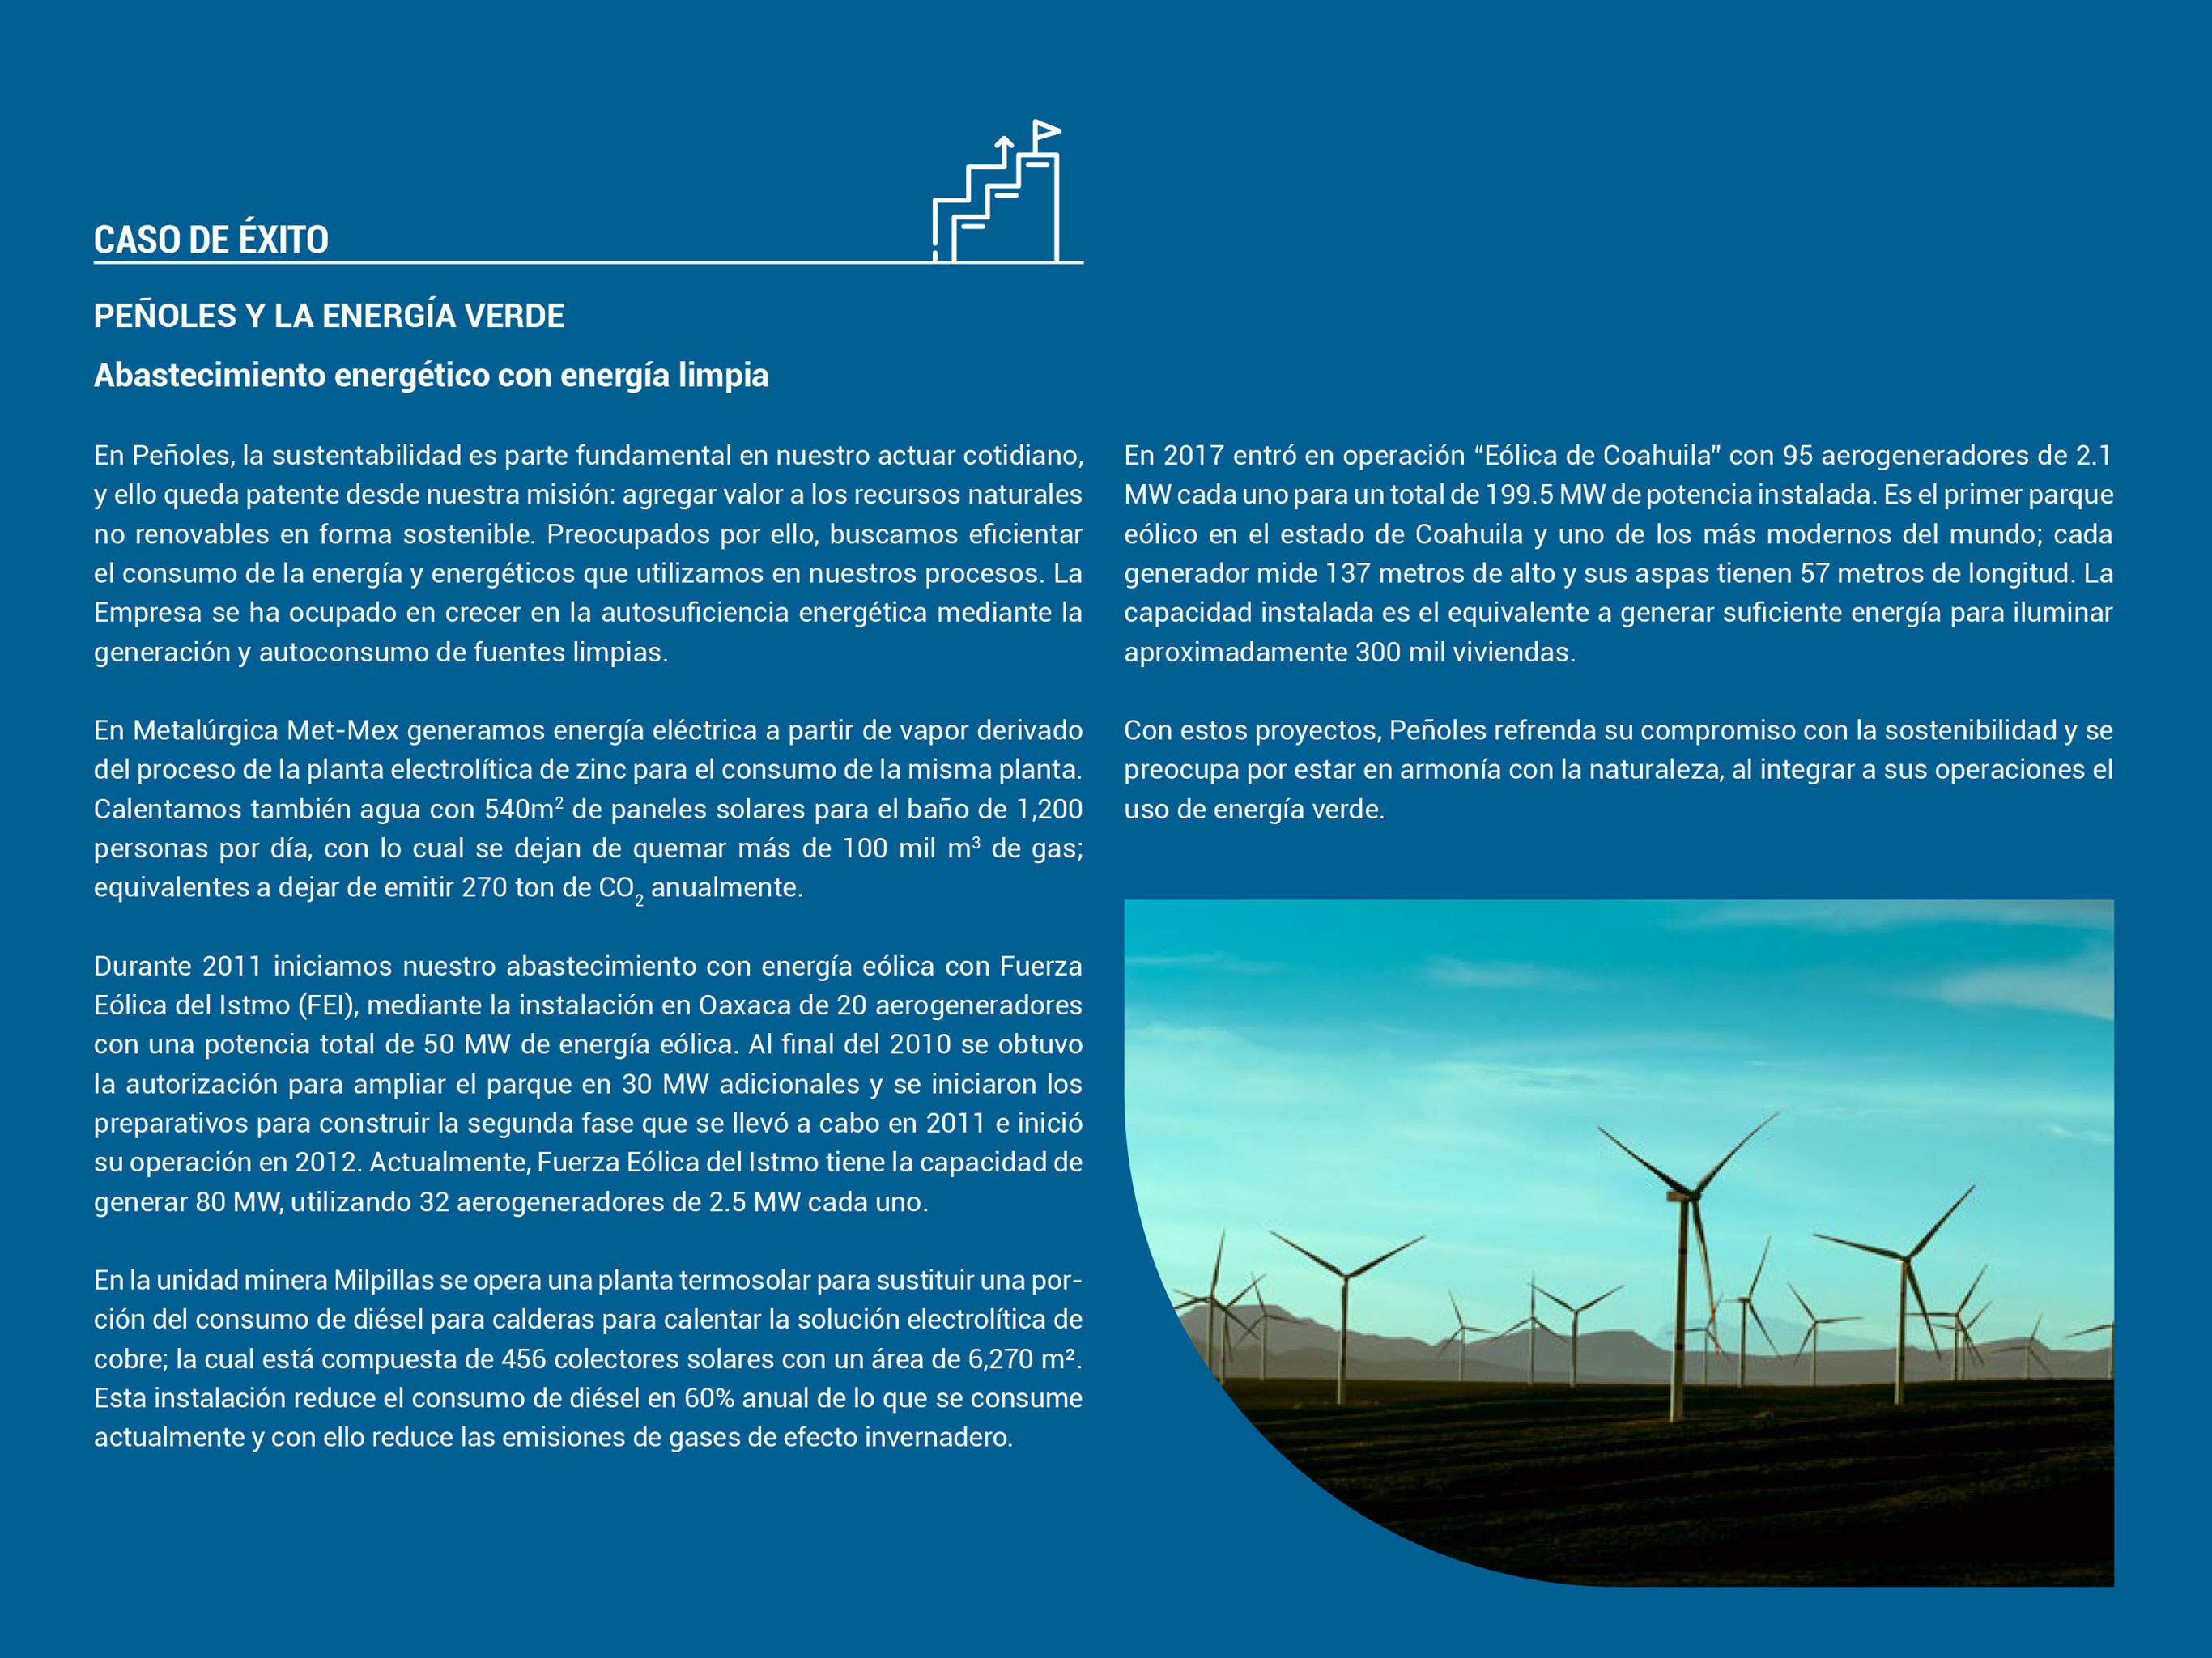 CASO DE ÉXITO
PEÑOLES Y LA ENERGÍA VERDE
Abastecimiento energético con energía limpia
En Peñoles, la sustentabilidad es parte fundamental en nuestro actuar cotidiano,
y ello queda patente desde nuestra misión: agregar valor a los recursos naturales
no renovables en forma sostenible. Preocupados por ello, buscamos eficientar
el consumo de la energía y energéticos que utilizamos en nuestros procesos. La
Empresa se ha ocupado en crecer en la autosuficiencia energética mediante la
generación y autoconsumo de fuentes limpias.
En Metalúrgica Met-Mex generamos energía eléctrica a partir de vapor derivado
del proceso de la planta electrolítica de zinc para el consumo de la misma planta.
Calentamos también agua con 540m² de paneles solares para el baño de 1,200
personas por día, con lo cual se dejan de quemar más de 100 mil m³ de gas;
equivalentes a dejar de emitir 270 ton de CO₂ anualmente.
Durante 2011 iniciamos nuestro abastecimiento con energía eólica con Fuerza
Eólica del Istmo (FEI), mediante la instalación en Oaxaca de 20 aerogeneradores
con una potencia total de 50 MW de energía eólica. Al final del 2010 se obtuvo
la autorización para ampliar el parque en 30 MW adicionales y se iniciaron los
preparativos para construir la segunda fase que se llevó a cabo en 2011 e inició
su operación en 2012. Actualmente, Fuerza Eólica del Istmo tiene la capacidad de
generar 80 MW, utilizando 32 aerogeneradores de 2.5 MW cada uno.
En la unidad minera Milpillas se opera una planta termosolar para sustituir una por-
ción del consumo de diésel para calderas para calentar la solución electrolítica de
cobre; la cual está compuesta de 456 colectores solares con un área de 6,270 m².
Esta instalación reduce el consumo de diésel en 60% anual de lo que se consume
actualmente y con ello reduce las emisiones de gases de efecto invernadero.
En 2017 entró en operación “Eólica de Coahuila” con 95 aerogeneradores de 2.1
MW cada uno para un total de 199.5 MW de potencia instalada. Es el primer parque
eólico en el estado de Coahuila y uno de los más modernos del mundo; cada
generador mide 137 metros de alto y sus aspas tienen 57 metros de longitud. La
capacidad instalada es el equivalente a generar suficiente energía para iluminar
aproximadamente 300 mil viviendas.
Con estos proyectos, Peñoles refrenda su compromiso con la sostenibilidad y se
preocupa por estar en armonía con la naturaleza, al integrar a sus operaciones el
uso de energía verde.